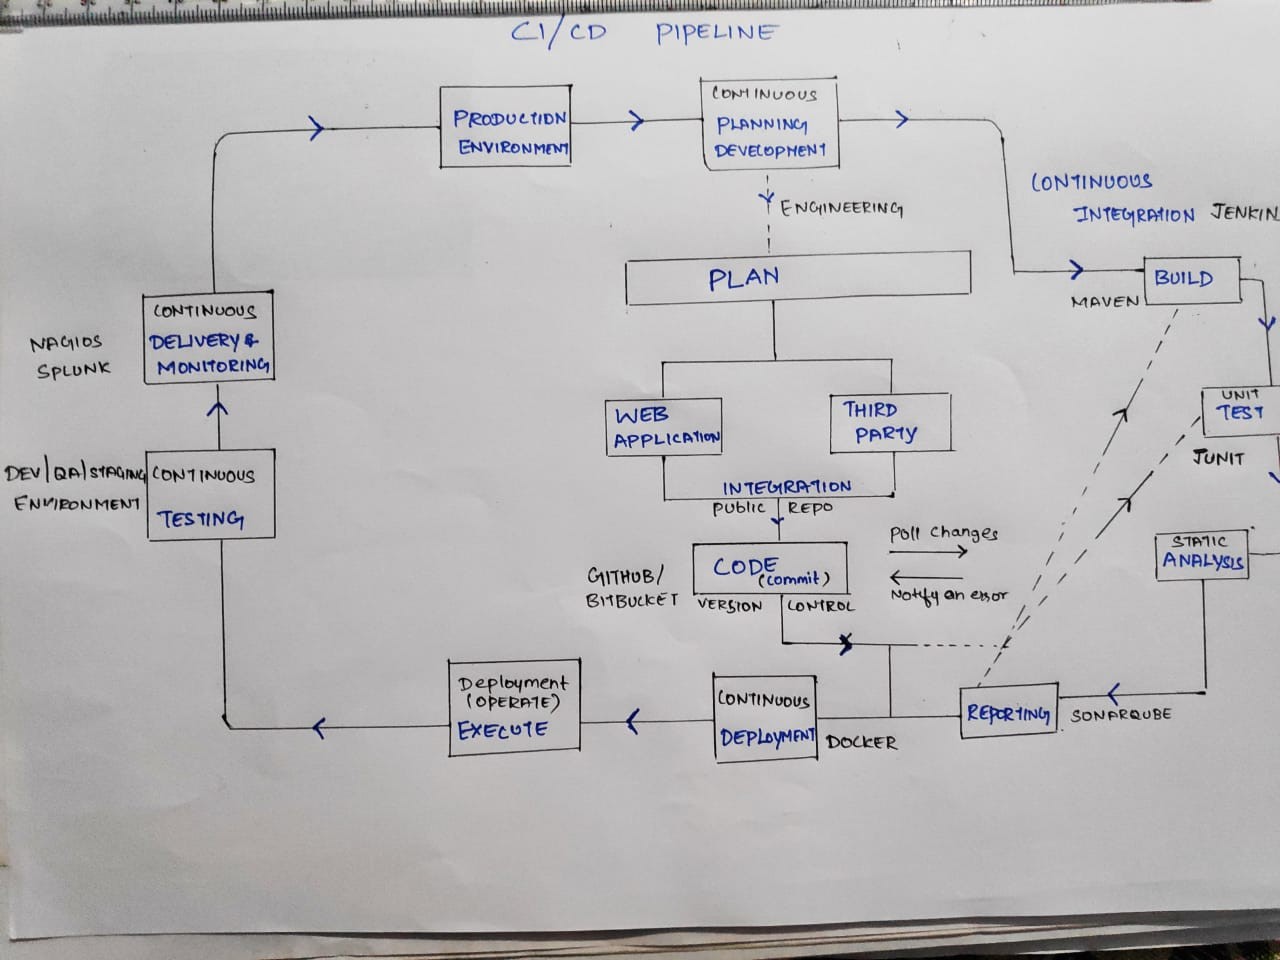 CI/CD PIPELINE
PRODUCTION
ENVIRONMENT
CONTINUOUS
PLANNING
DEVELOPMENT
ENGINEERING
CONTINUOUS
INTEGRATION JENKIN
PLAN
BUILD
MAVEN
CONTINUOUS
DELIVERY &
MONITORING
NAGIOS
SPLUNK
WEB
APPLICATION
THIRD
PARTY
UNIT
TEST
JUNIT
DEV/QA/STAGING
ENVIRONMENT
CONTINUOUS
TESTING
INTEGRATION
PUBLIC REPO
CODE
(commit)
GITHUB/
BITBUCKET
VERSION CONTROL
Poll changes
Notify an error
STATIC
ANALYSIS
Deployment
(OPERATE)
EXECUTE
CONTINUOUS
DEPLOYMENT
DOCKER
REPORTING
SONARQUBE